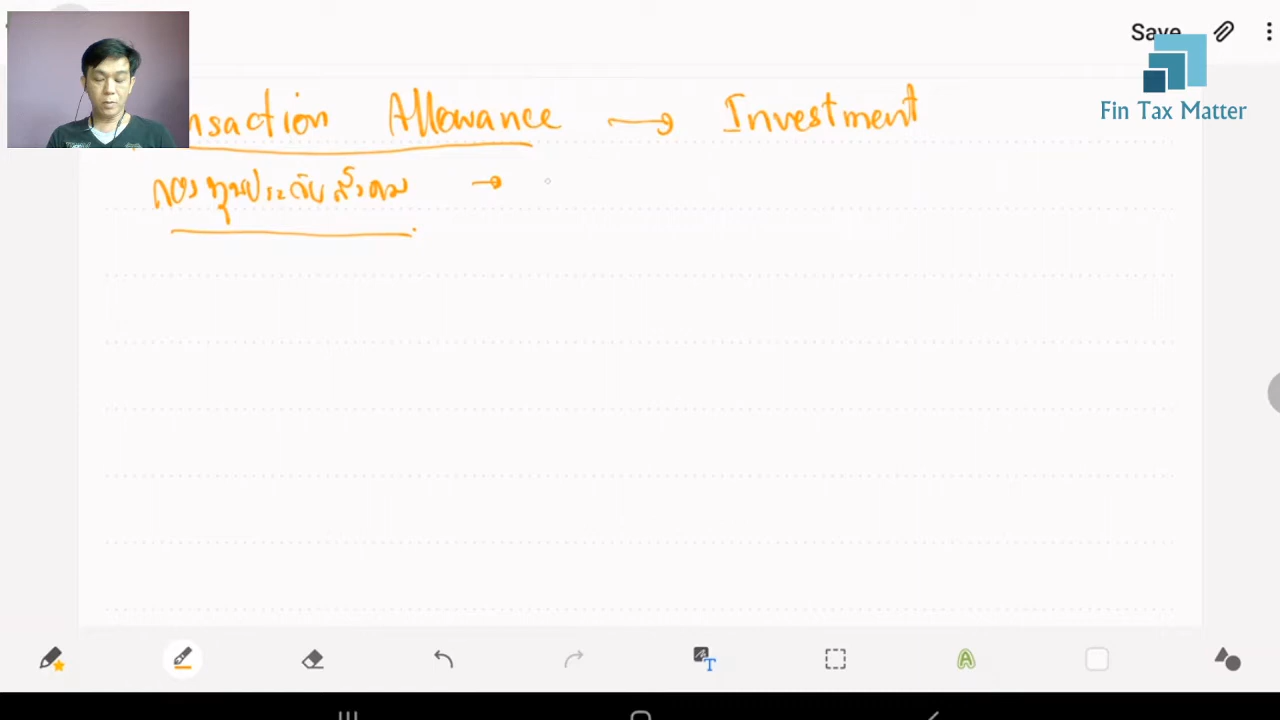 Save
Fin Tax Matter
nsaction Allowance → Investment
กองทุนประกันสังคม →
T
A